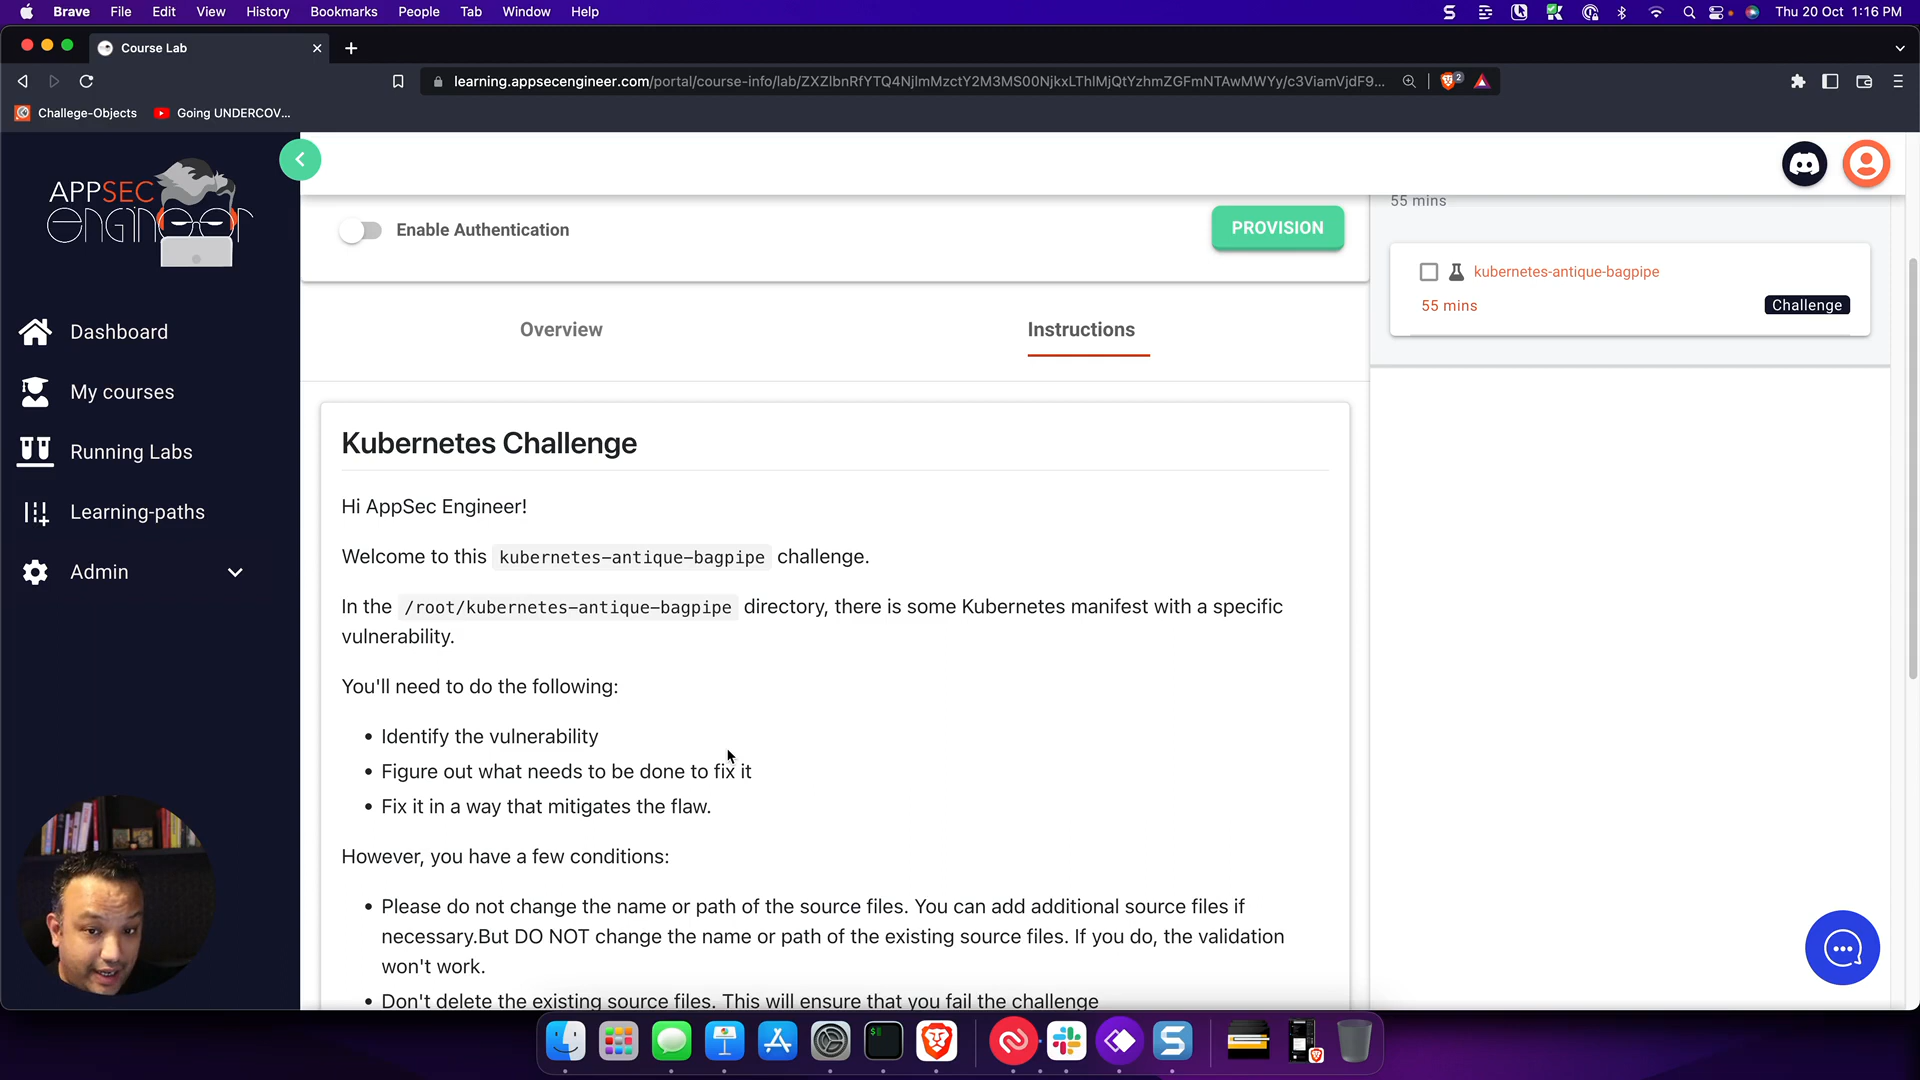 Brave File Edit View History Bookmarks People Tab Window Help Thu 20 Oct 1:16 PM
Course Lab
learning.appsecengineer.com/portal/course-info/lab/ZXZlbnRfYTQ4NjlmMzctY2M3MS00NjkxLThlMjQtYzhmZGFmNTAwMWYy/c3ViamVjdF9... 2
Challege-Objects Going UNDERCOV...
APPSEC
engineer
Dashboard
My courses
Running Labs
Learning-paths
Admin
Enable Authentication
PROVISION
Overview
Instructions
Kubernetes Challenge
Hi AppSec Engineer!
Welcome to this kubernetes-antique-bagpipe challenge.
In the /root/kubernetes-antique-bagpipe directory, there is some Kubernetes manifest with a specific
vulnerability.
You'll need to do the following:
• Identify the vulnerability
• Figure out what needs to be done to fix it
• Fix it in a way that mitigates the flaw.
However, you have a few conditions:
• Please do not change the name or path of the source files. You can add additional source files if
necessary.But DO NOT change the name or path of the existing source files. If you do, the validation
won't work.
• Don't delete the existing source files. This will ensure that you fail the challenge
55 mins
kubernetes-antique-bagpipe
55 mins
Challenge